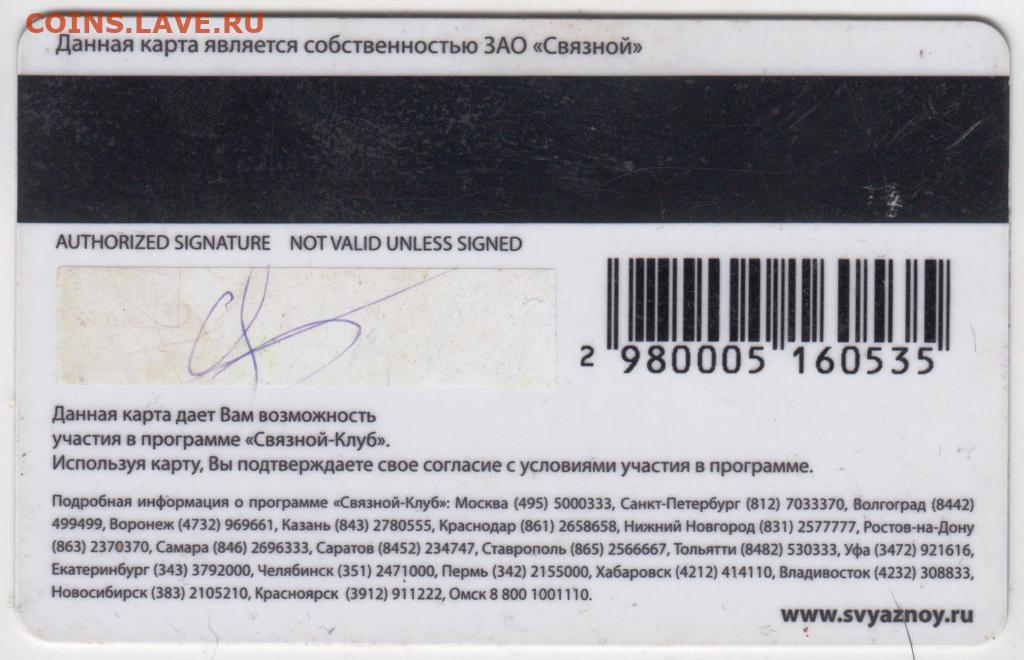 COINS.LAVE.RU
Данная карта является собственностью ЗАО «Связной»
AUTHORIZED SIGNATURE NOT VALID UNLESS SIGNED
2 980005 160535
Данная карта дает Вам возможность
участия в программе «Связной-Клуб».
Используя карту, Вы подтверждаете свое согласие с условиями участия в программе.
Подробная информация о программе «Связной-Клуб»: Москва (495) 5000333, Санкт-Петербург (812) 7033370, Волгоград (8442)
499499, Воронеж (4732) 969661, Казань (843) 2780555, Краснодар (861) 2658658, Нижний Новгород (831) 2577777, Ростов-на-Дону
(863) 2370370, Самара (846) 2696333, Саратов (8452) 234747, Ставрополь (865) 2566667, Тольятти (8482) 530333, Уфа (3472) 921616,
Екатеринбург (343) 3792000, Челябинск (351) 2471000, Пермь (342) 2155000, Хабаровск (4212) 414110, Владивосток (4232) 308833,
Новосибирск (383) 2105210, Красноярск (3912) 911222, Омск 8 800 1001110.
www.svyaznoy.ru